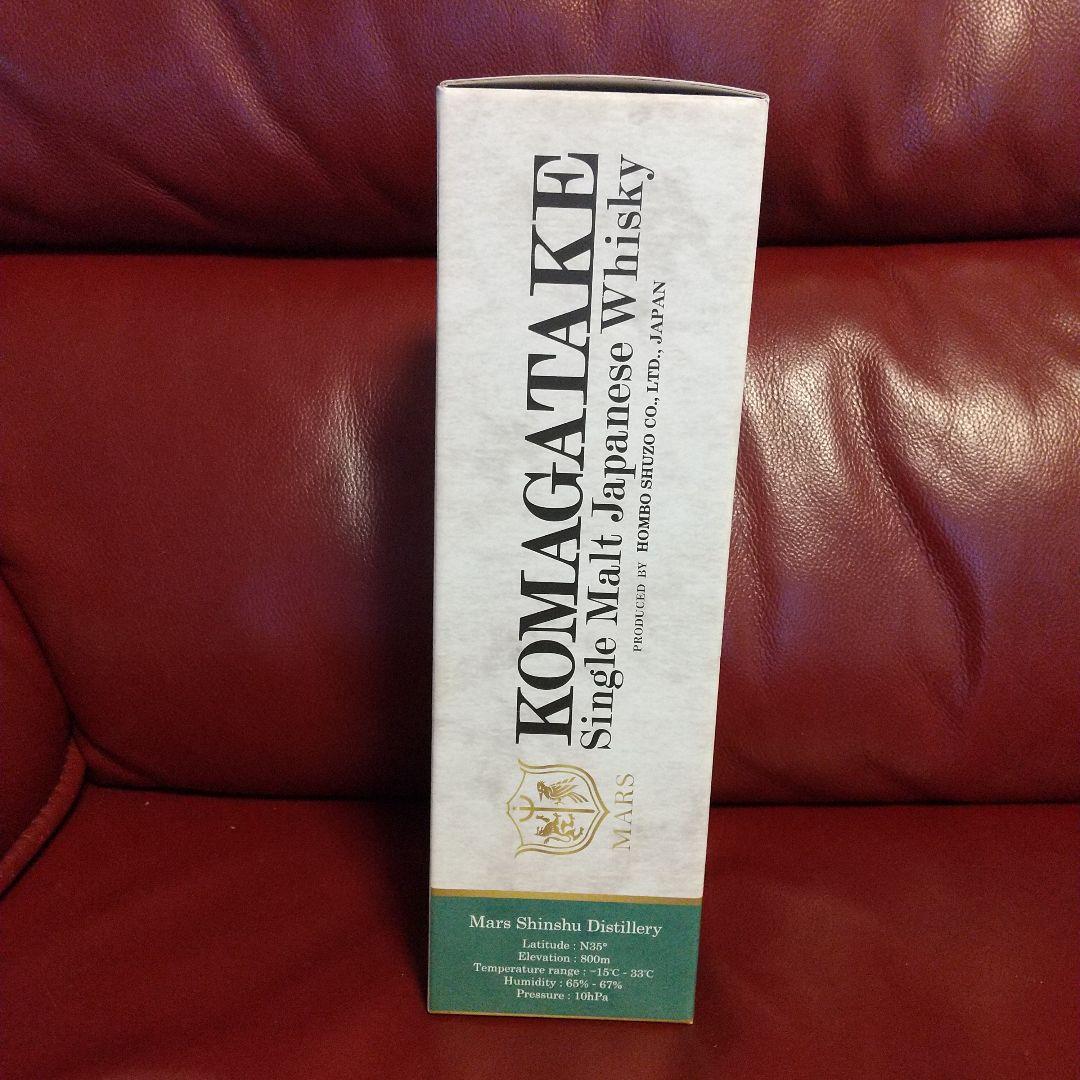 KOMAGATAKE
Single Malt Japanese Whisky
PRODUCED BY HOMBO SHUZO CO., LTD., JAPAN
MARS
Mars Shinshu Distillery
Latitude : N35°
Elevation : 800m
Temperature range : -15℃ - 33℃
Humidity : 65% - 67%
Pressure : 10hPa